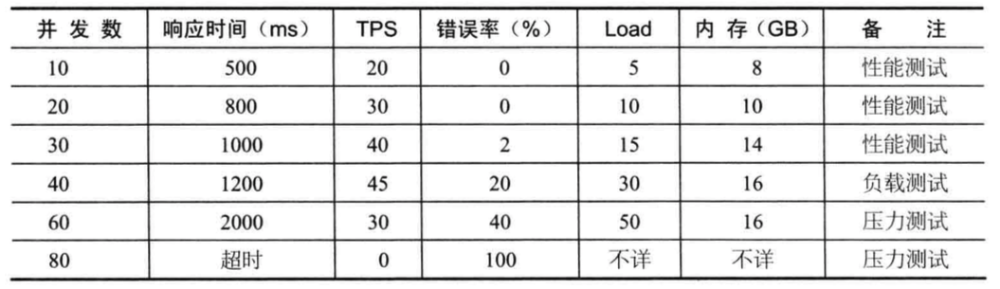 并发数 响应时间（ms） TPS 错误率（%） Load 内存（GB） 备注
10 500 20 0 5 8 性能测试
20 800 30 0 10 10 性能测试
30 1000 40 2 15 14 性能测试
40 1200 45 20 30 16 负载测试
60 2000 30 40 50 16 压力测试
80 超时 0 100 不详 不详 压力测试